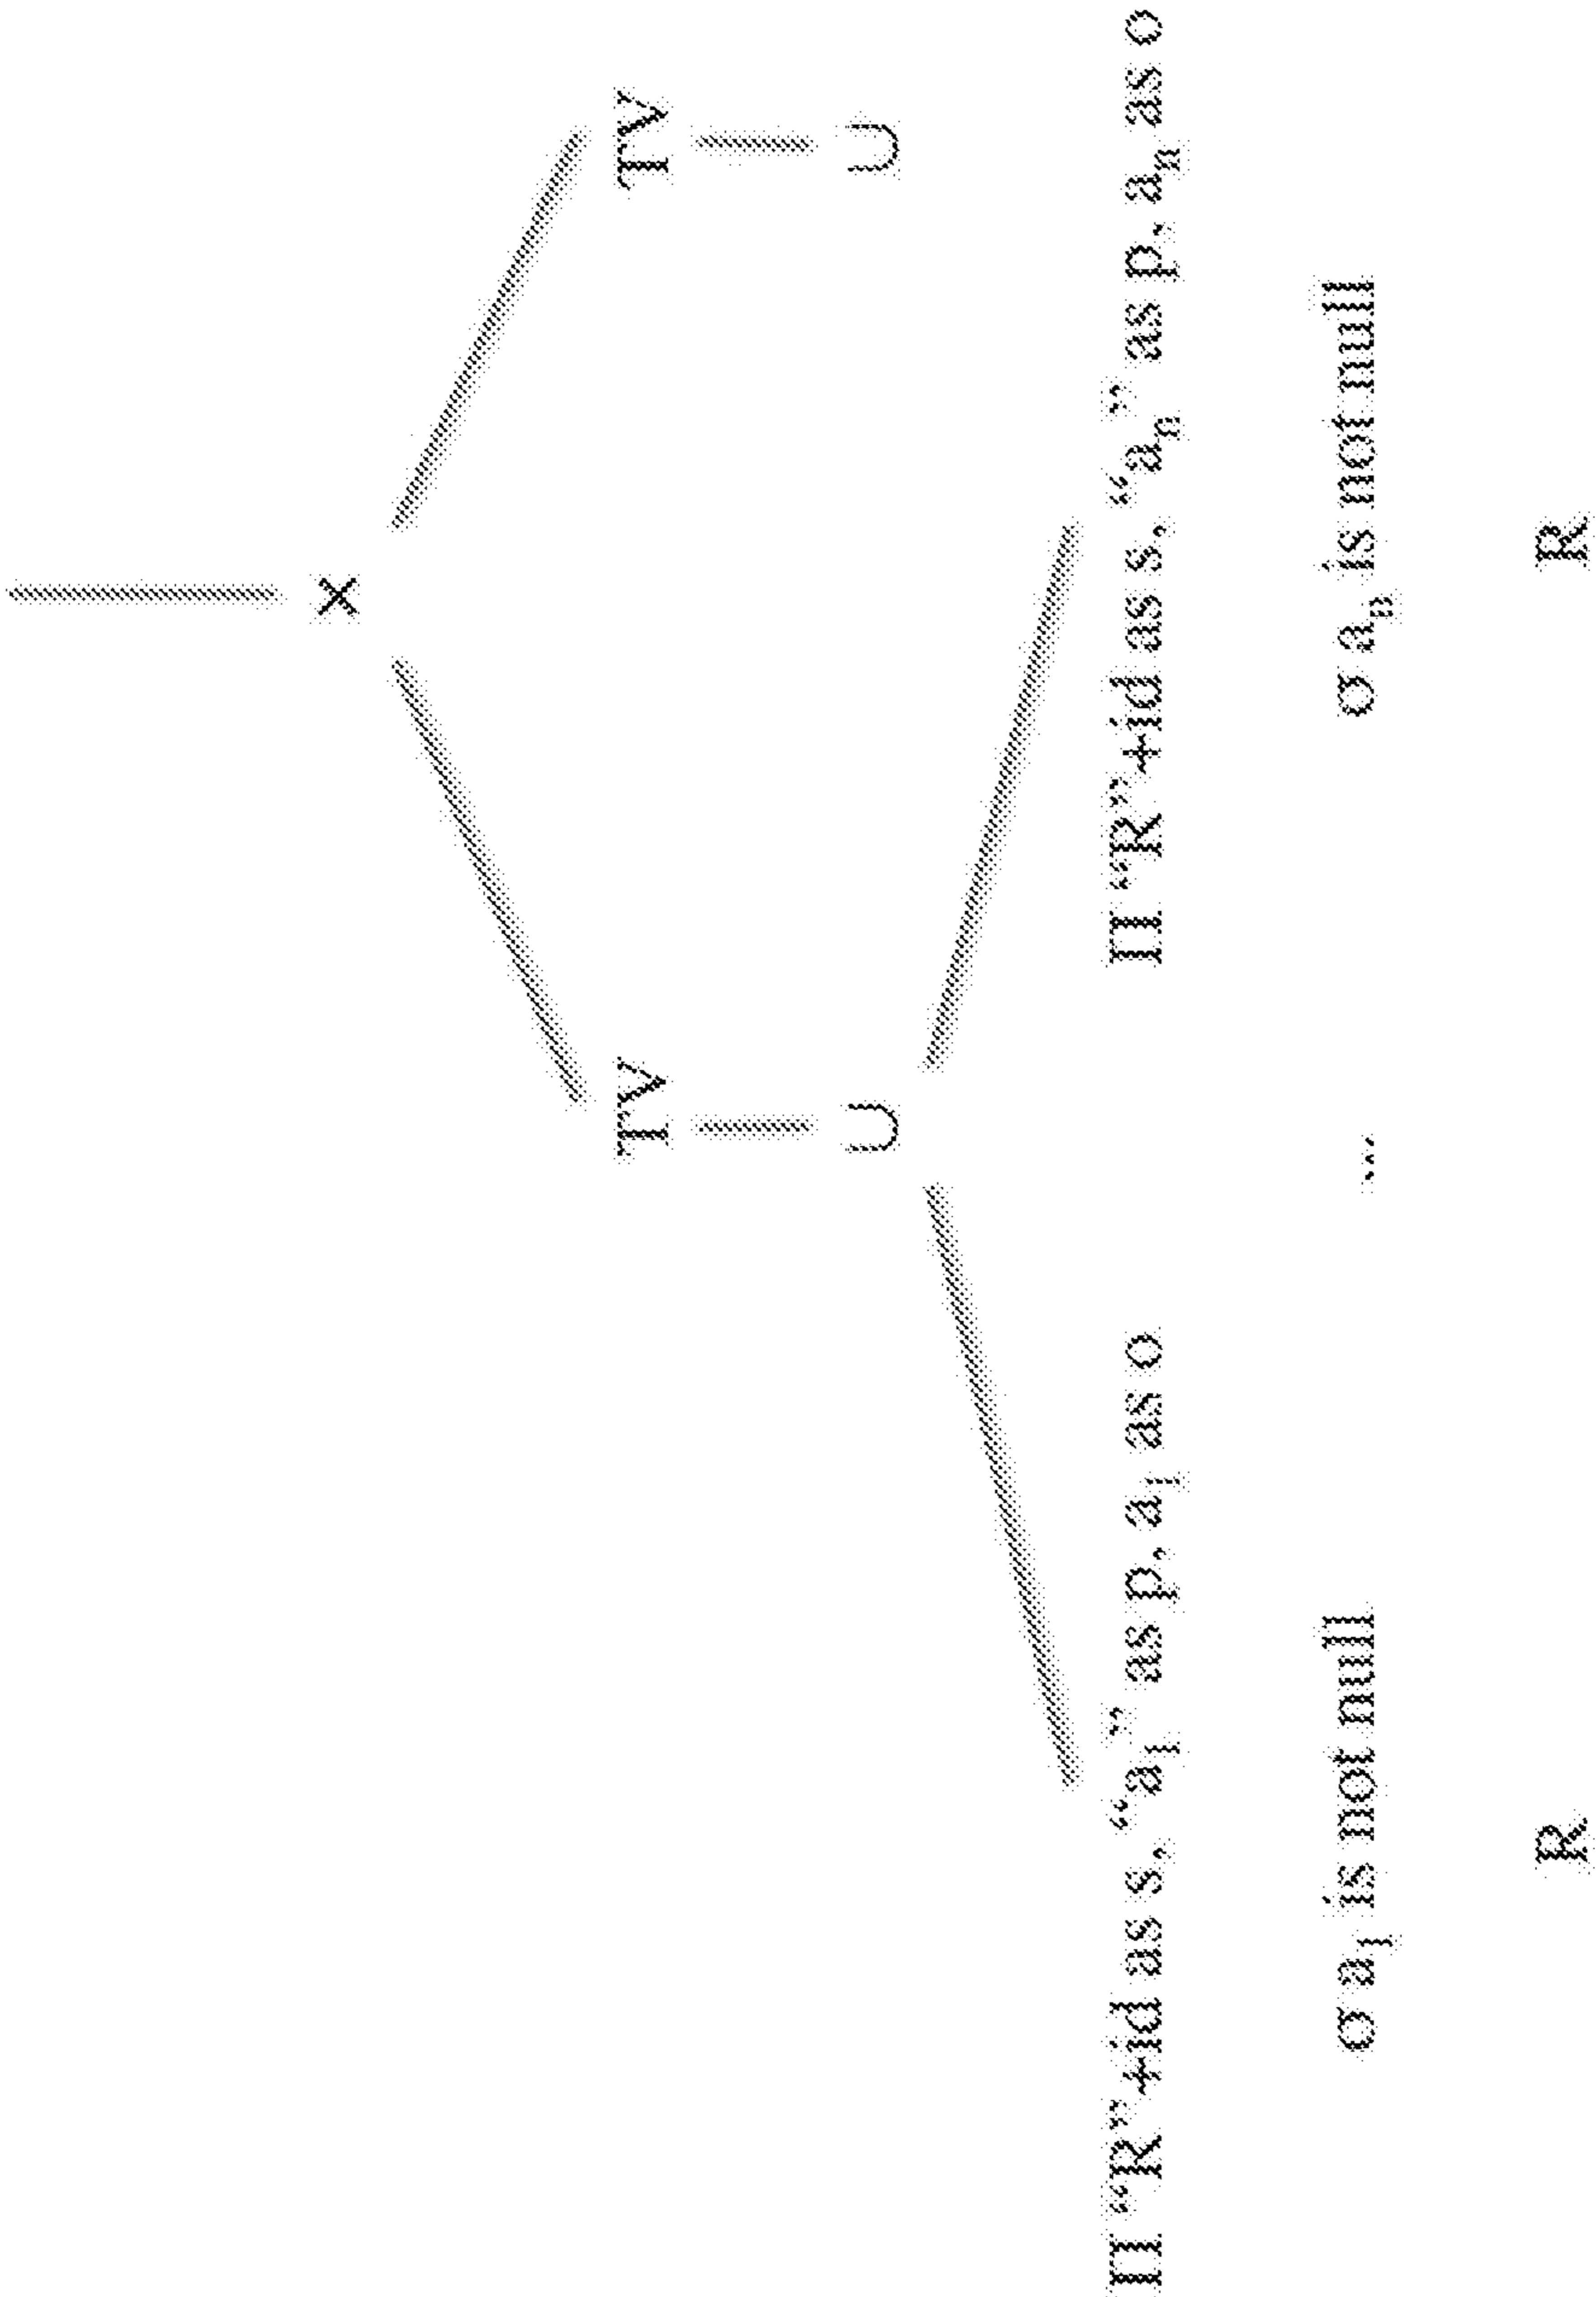 ×
TV TV
∪ ∪
Π “R”+id as s, “a₁” as p, a₁ as o Π “R”+id as s, “aₙ” as p, aₙ as o
σ a₁ is not null ... σ aₙ is not null
R R